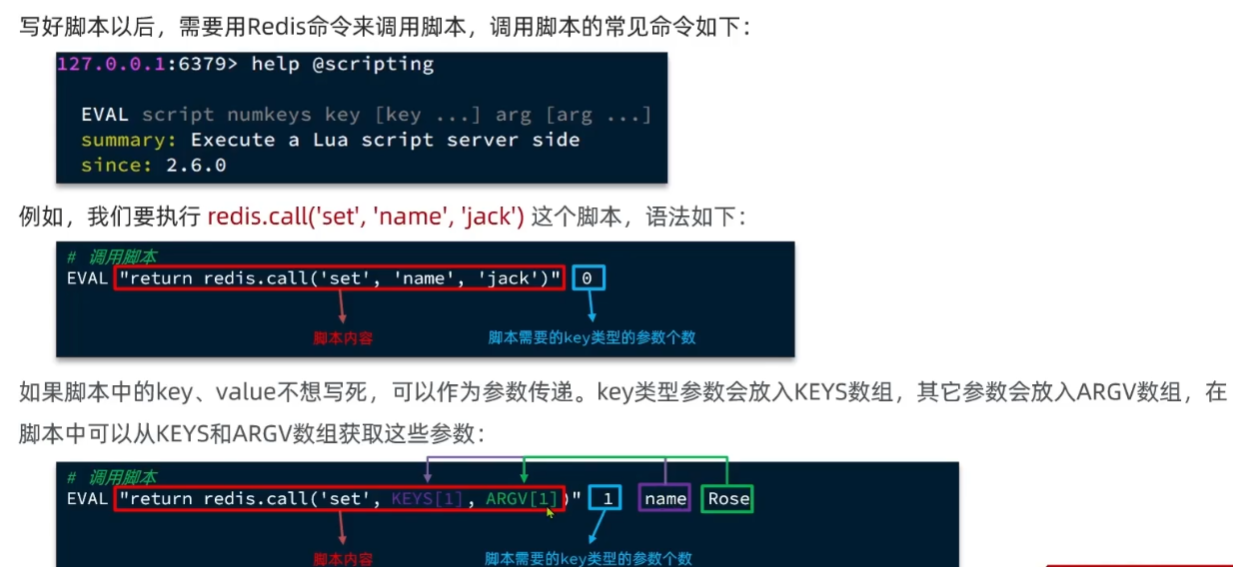 写好脚本以后，需要用Redis命令来调用脚本，调用脚本的常见命令如下：
127.0.0.1:6379> help @scripting
EVAL script numkeys key [key ...] arg [arg ...]
summary: Execute a Lua script server side
since: 2.6.0
例如，我们要执行 redis.call('set', 'name', 'jack') 这个脚本，语法如下：
# 调用脚本
EVAL "return redis.call('set', 'name', 'jack')" 0
脚本内容 脚本需要的key类型的参数个数
如果脚本中的key、value不想写死，可以作为参数传递。key类型参数会放入KEYS数组，其它参数会放入ARGV数组，在
脚本中可以从KEYS和ARGV数组获取这些参数：
# 调用脚本
EVAL "return redis.call('set', KEYS[1], ARGV[1])" 1 name Rose
脚本内容 脚本需要的key类型的参数个数